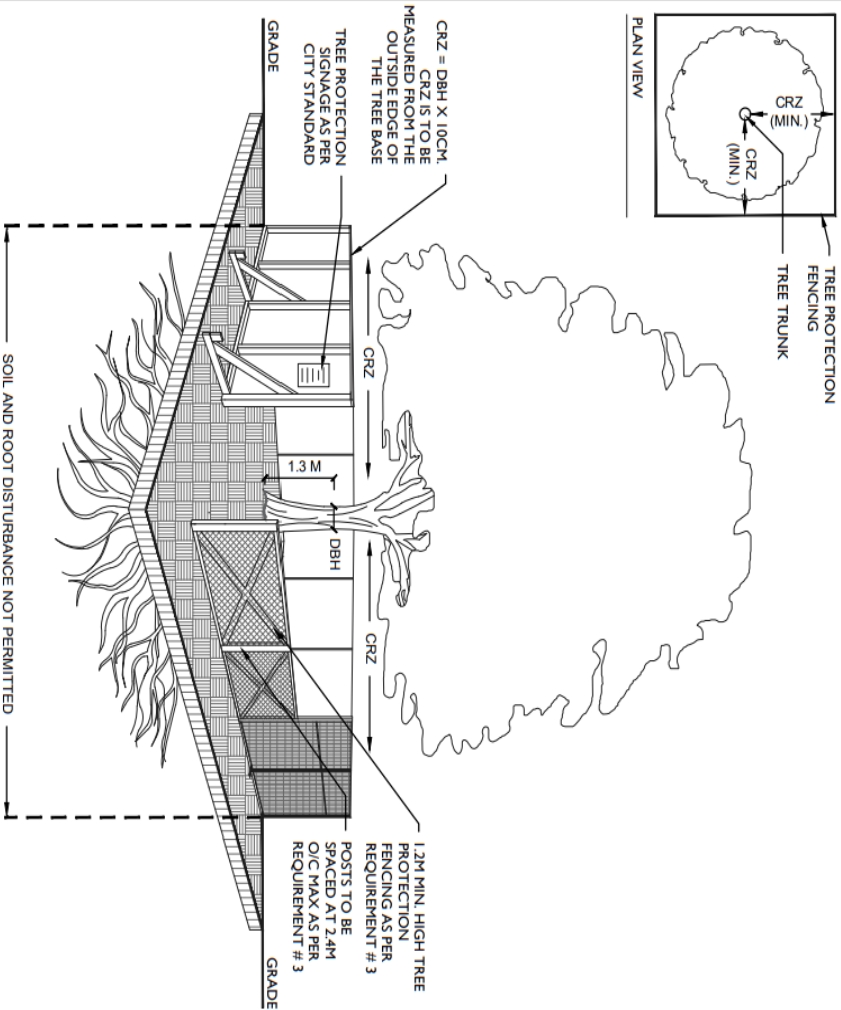 TREE PROTECTION
FENCING
TREE TRUNK
CRZ
(MIN.)
CRZ
(MIN.)
PLAN VIEW
CRZ = DBH X 10CM.
CRZ IS TO BE
MEASURED FROM THE
OUTSIDE EDGE OF
THE TREE BASE
TREE PROTECTION
SIGNAGE AS PER
CITY STANDARD
GRADE
CRZ
CRZ
1.3 M
DBH
1.2M MIN. HIGH TREE
PROTECTION
FENCING AS PER
REQUIREMENT # 3
POSTS TO BE
SPACED AT 2.4M
O/C MAX AS PER
REQUIREMENT # 3
GRADE
SOIL AND ROOT DISTURBANCE NOT PERMITTED